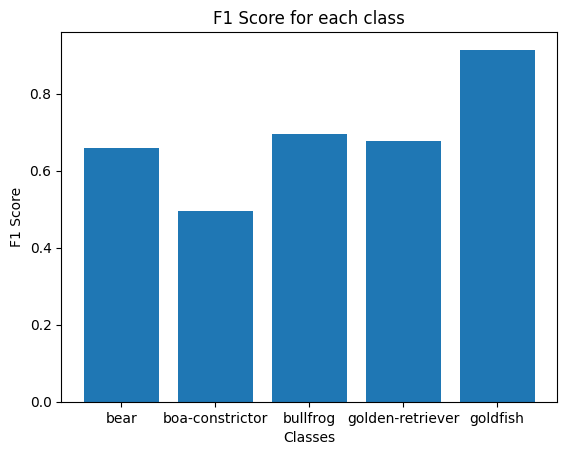 F1 Score for each class
F1 Score
0.8
0.6
0.4
0.2
0.0
bear
boa-constrictor
bullfrog
golden-retriever
goldfish
Classes